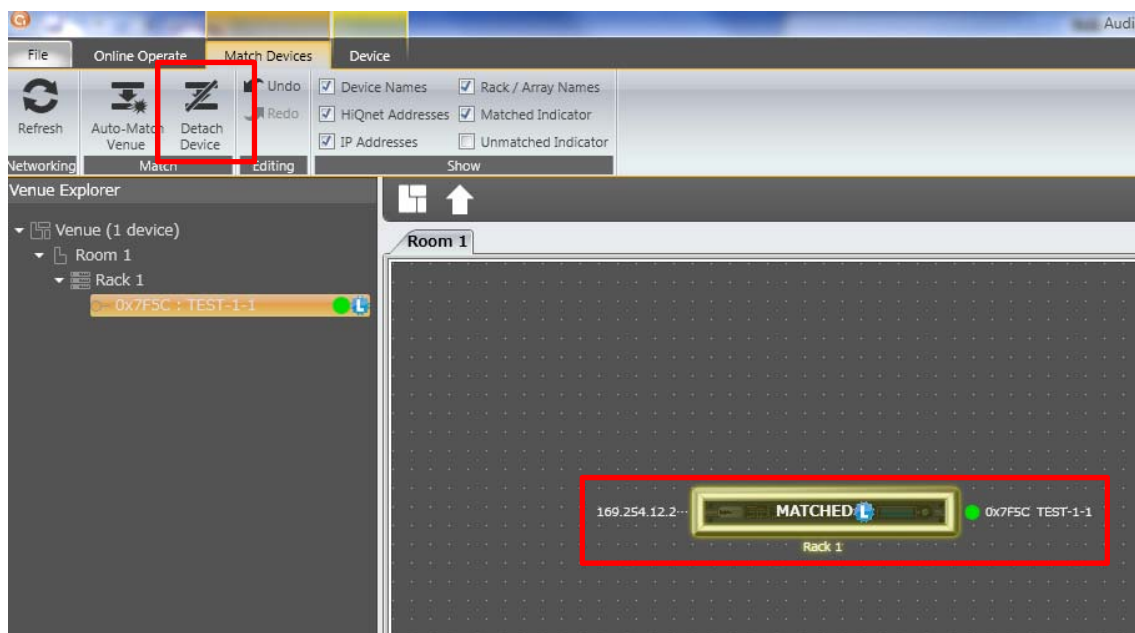 Audi
File Online Operate Match Devices Device
Refresh
Auto-Match Venue
Detach Device
Undo
Redo
Device Names
HiQnet Addresses
IP Addresses
Rack / Array Names
Matched Indicator
Unmatched Indicator
Networking Match Editing Show
Venue Explorer
Venue (1 device)
Room 1
Rack 1
0x7F5C : TEST-1-1
L
Room 1
169.254.12.2... MATCHED L 0x7F5C TEST-1-1
Rack 1